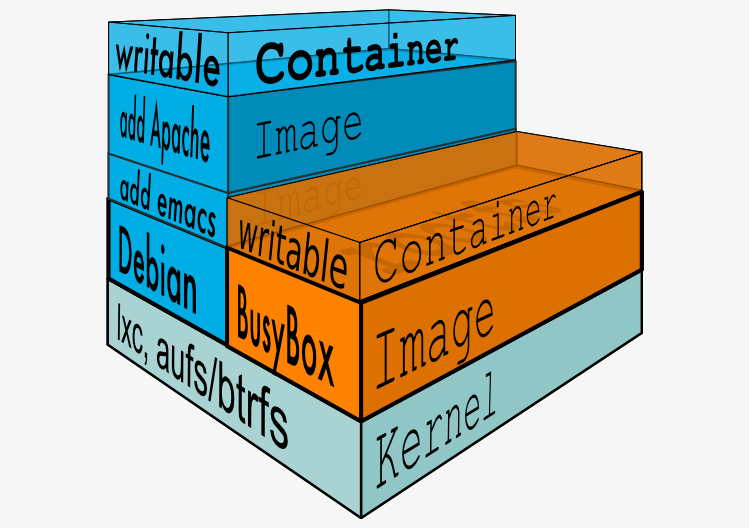 writable Container
add Apache Image
add emacs Image
writable Container
Debian
BusyBox Image
lxc, aufs/btrfs Kernel